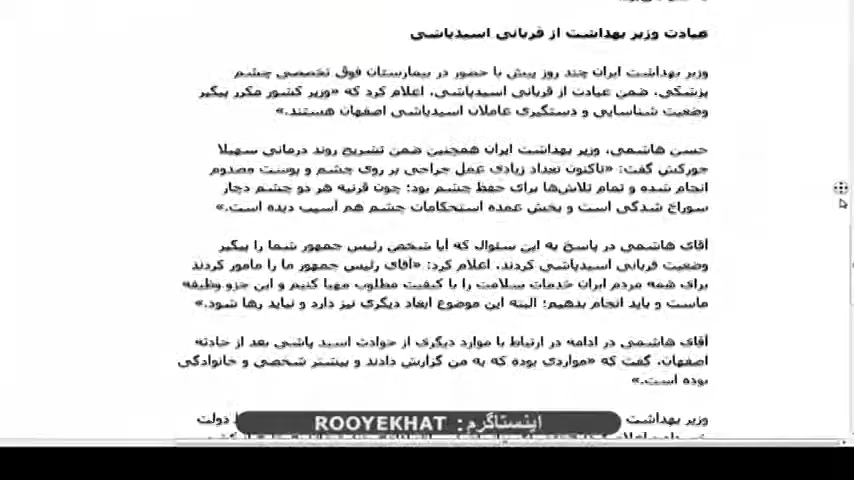 عیادت وزیر بهداشت از قربانی اسیدپاشی
وزیر بهداشت ایران چند روز پیش با حضور در بیمارستان فوق تخصصی چشم
پزشکی، ضمن عیادت از قربانی اسیدپاشی، اعلام کرد که «وزیر کشور مکرر پیگیر
وضعیت شناسایی و دستگیری عاملان اسیدپاشی اصفهان هستند.»
حسن هاشمی، وزیر بهداشت ایران همچنین ضمن تشریح روند درمانی سهیلا
جورکش گفت: «تاکنون تعداد زیادی عمل جراحی بر روی چشم و پوست مصدوم
انجام شده و تمام تلاش‌ها برای حفظ چشم بود؛ چون قرنیه هر دو چشم دچار
سوراخ شدگی است و بخش عمده استحکامات چشم هم آسیب دیده است.»
آقای هاشمی در پاسخ به این سئوال که آیا شخص رئیس جمهور شما را پیگیر
وضعیت قربانی اسیدپاشی کردند، اعلام کرد: «آقای رئیس جمهور ما را مامور کردند
برای همه مردم ایران خدمات سلامت را با کیفیت مطلوب مهیا کنیم و این جزو وظیفه
ماست و باید انجام بدهیم؛ البته این موضوع ابعاد دیگری نیز دارد و نباید رها شود.»
آقای هاشمی در ادامه در ارتباط با موارد دیگری از حوادث اسید پاشی بعد از حادثه
اصفهان، گفت که «مواردی بوده که به من گزارش دادند و بیشتر شخصی و خانوادگی
بوده است.»
وزیر بهداشت دولت
اینستاگرم: ROOYEKHAT